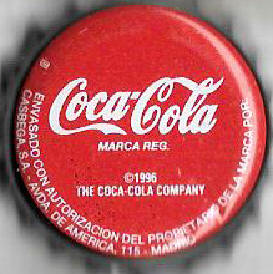 Coca-Cola
MARCA REG.
©1996
THE COCA-COLA COMPANY
ENVASADO CON AUTORIZACION DEL PROPIETARIO DE LA MARCA POR
CASBEGA, S.A. - AVDA. DE AMERICA, 115 - MADRID